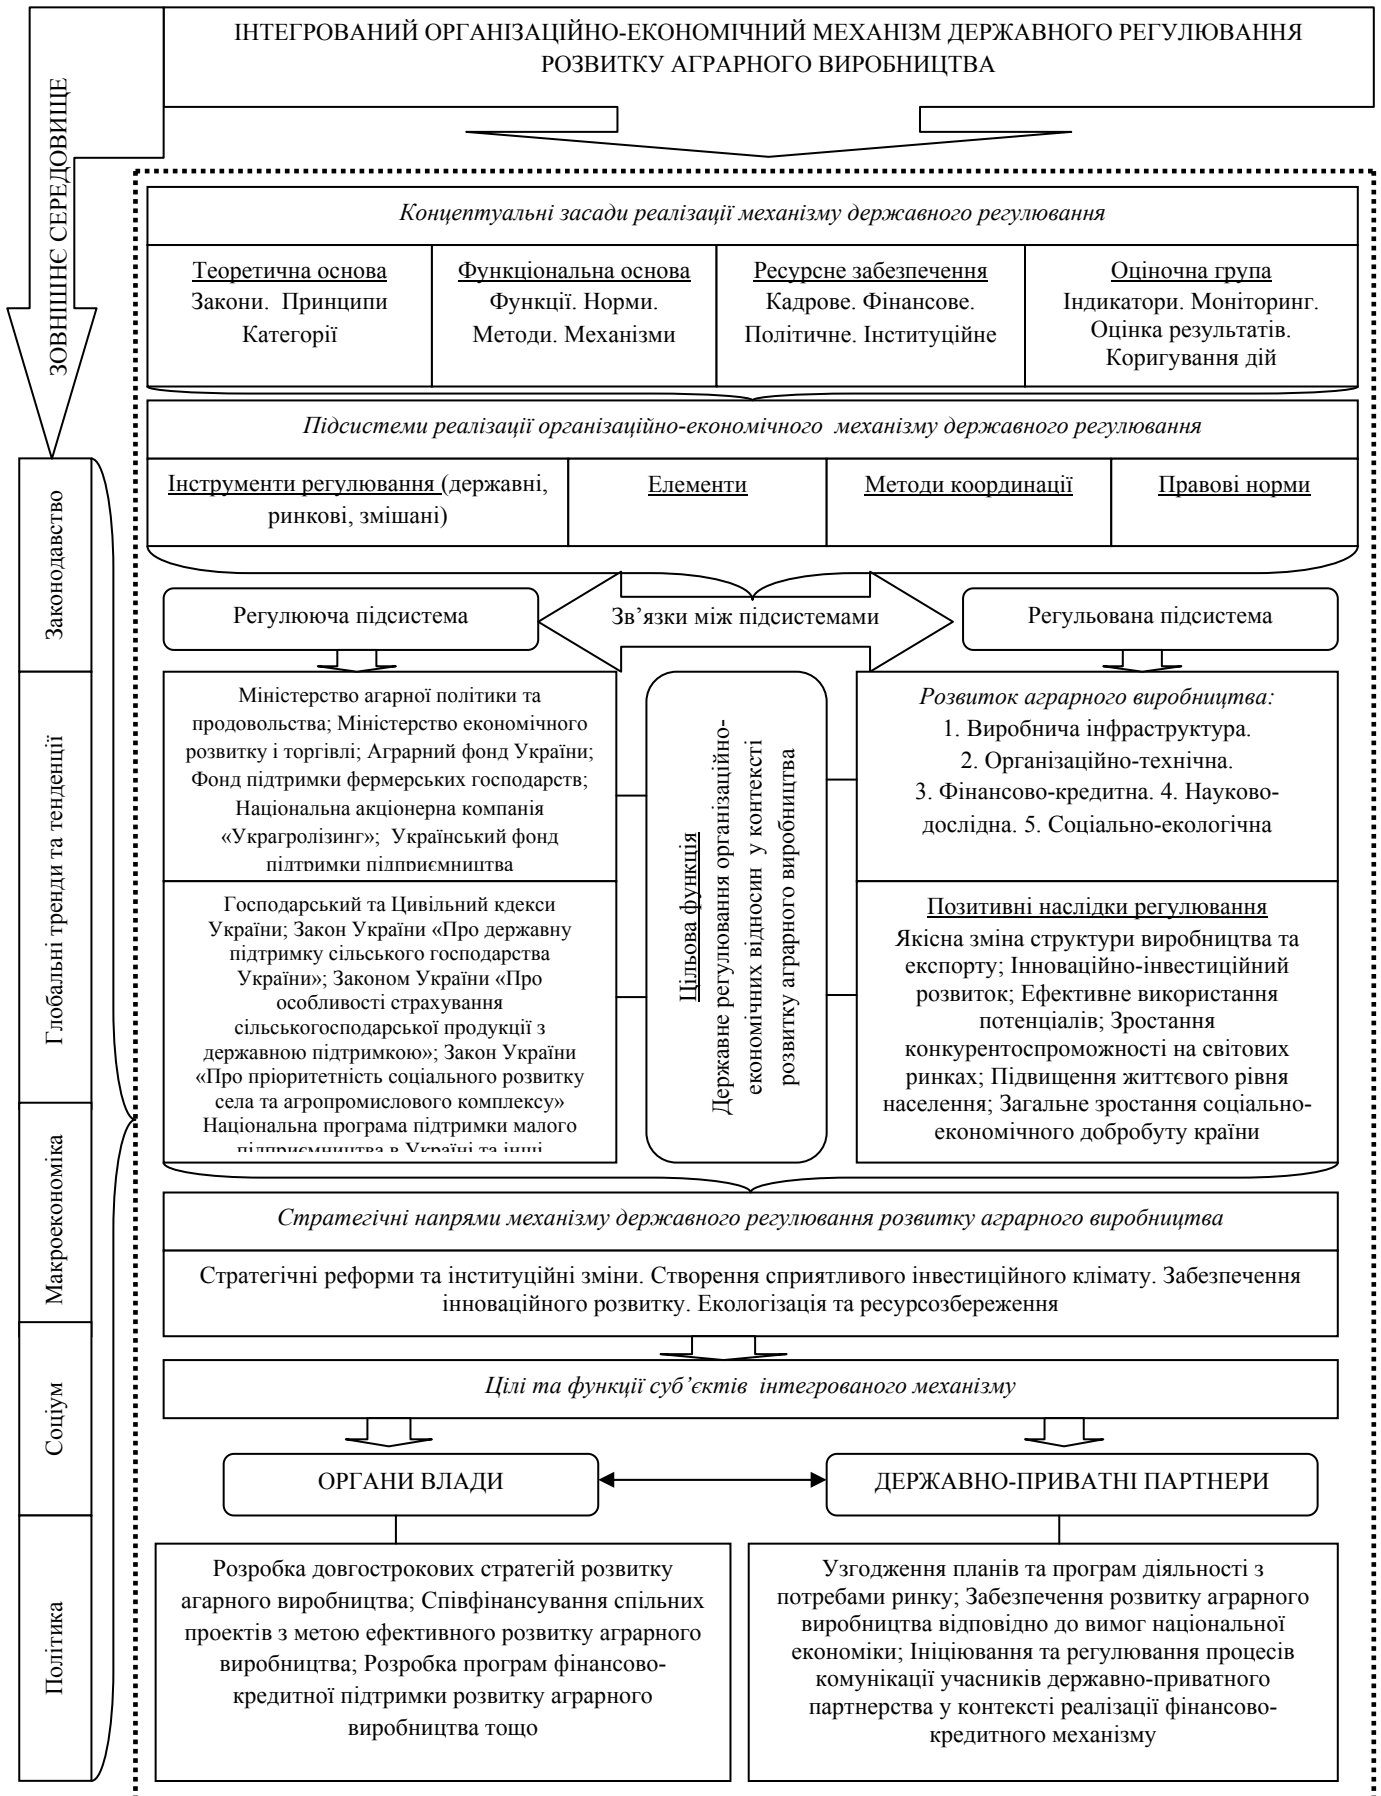 ІНТЕГРОВАНИЙ ОРГАНІЗАЦІЙНО-ЕКОНОМІЧНИЙ МЕХАНІЗМ ДЕРЖАВНОГО РЕГУЛЮВАННЯ
РОЗВИТКУ АГРАРНОГО ВИРОБНИЦТВА
ЗОВНІШНЄ СЕРЕДОВИЩЕ
Концептуальні засади реалізації механізму державного регулювання
Теоретична основа
Закони. Принципи
Категорії
Функціональна основа
Функції. Норми.
Методи. Механізми
Ресурсне забезпечення
Кадрове. Фінансове.
Політичне. Інституційне
Оціночна група
Індикатори. Моніторинг.
Оцінка результатів.
Коригування дій
Підсистеми реалізації організаційно-економічного механізму державного регулювання
Інструменти регулювання (державні,
ринкові, змішані)
Елементи
Методи координації
Правові норми
Законодавство
Глобальні тренди та тенденції
Макроекономіка
Соціум
Політика
Регулююча підсистема
Зв’язки між підсистемами
Регульована підсистема
Міністерство агарної політики та
продовольства; Міністерство економічного
розвитку і торгівлі; Аграрний фонд України;
Фонд підтримки фермерських господарств;
Національна акціонерна компанія
«Украгролізинг»; Український фонд
підтримки підприємництва
Господарський та Цивільний кдекси
України; Закон України «Про державну
підтримку сільського господарства
України»; Законом України «Про
особливості страхування
сільськогосподарської продукції з
державною підтримкою»; Закон України
«Про пріоритетність соціального розвитку
села та агропромислового комплексу»
Національна програма підтримки малого
підприємництва в Україні та інші
Цільова функція
Державне регулювання організаційно-
економічних відносин у контексті
розвитку аграрного виробництва
Розвиток аграрного виробництва:
1. Виробнича інфраструктура.
2. Організаційно-технічна.
3. Фінансово-кредитна. 4. Науково-
дослідна. 5. Соціально-екологічна
Позитивні наслідки регулювання
Якісна зміна структури виробництва та
експорту; Інноваційно-інвестиційний
розвиток; Ефективне використання
потенціалів; Зростання
конкурентоспроможності на світових
ринках; Підвищення життєвого рівня
населення; Загальне зростання соціально-
економічного добробуту країни
Стратегічні напрями механізму державного регулювання розвитку аграрного виробництва
Стратегічні реформи та інституційні зміни. Створення сприятливого інвестиційного клімату. Забезпечення
інноваційного розвитку. Екологізація та ресурсозбереження
Цілі та функції суб’єктів інтегрованого механізму
ОРГАНИ ВЛАДИ
ДЕРЖАВНО-ПРИВАТНІ ПАРТНЕРИ
Розробка довгострокових стратегій розвитку
агарного виробництва; Співфінансування спільних
проектів з метою ефективного розвитку аграрного
виробництва; Розробка програм фінансово-
кредитної підтримки розвитку аграрного
виробництва тощо
Узгодження планів та програм діяльності з
потребами ринку; Забезпечення розвитку аграрного
виробництва відповідно до вимог національної
економіки; Ініціювання та регулювання процесів
комунікації учасників державно-приватного
партнерства у контексті реалізації фінансово-
кредитного механізму